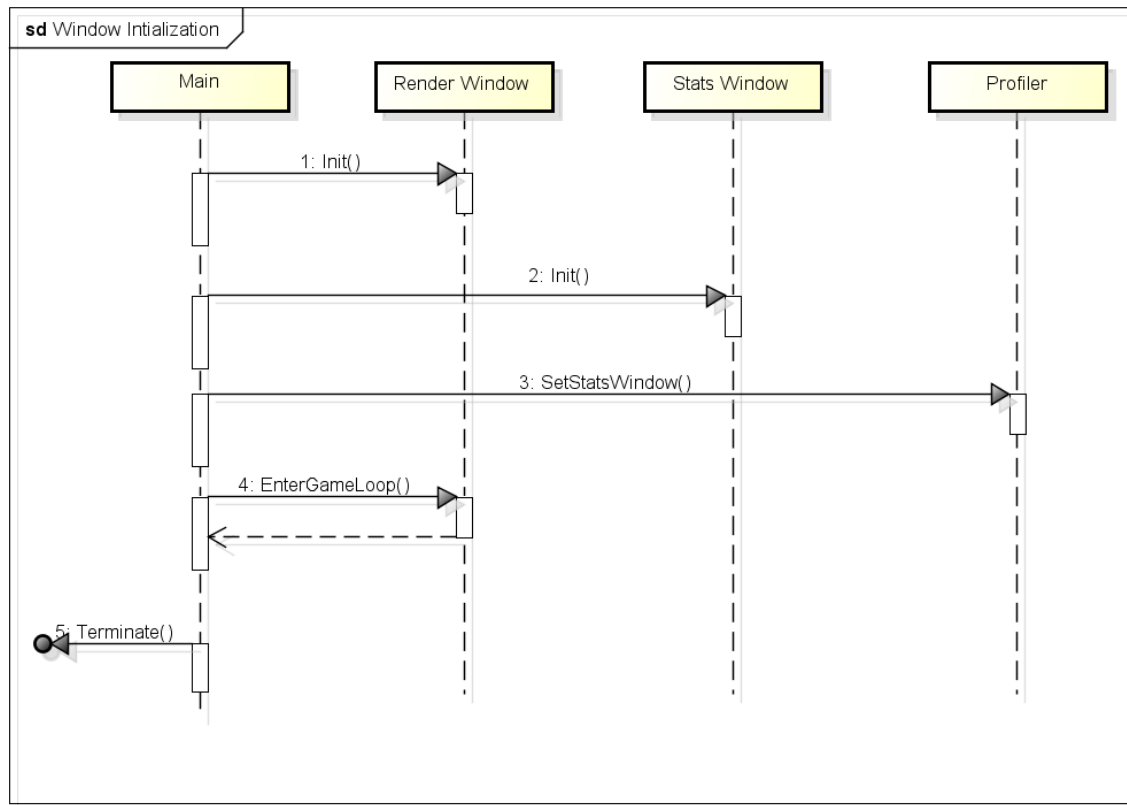 sd Window Intialization
Main
Render Window
Stats Window
Profiler
1: Init()
2: Init()
3: SetStatsWindow()
4: EnterGameLoop()
5: Terminate()